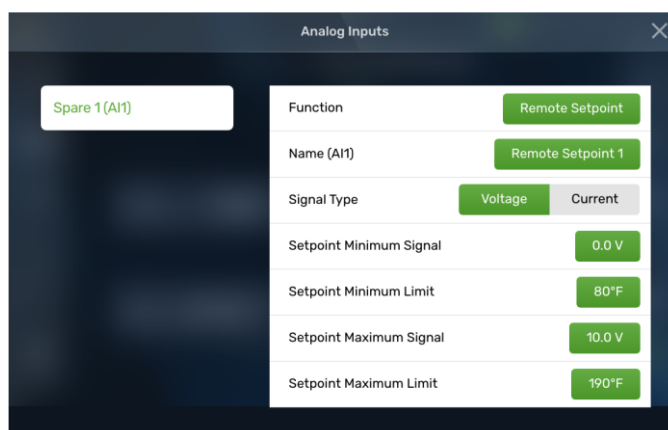 Analog Inputs
Spare 1 (AI1)
Function Remote Setpoint
Name (AI1) Remote Setpoint 1
Signal Type Voltage Current
Setpoint Minimum Signal 0.0 V
Setpoint Minimum Limit 80°F
Setpoint Maximum Signal 10.0 V
Setpoint Maximum Limit 190°F